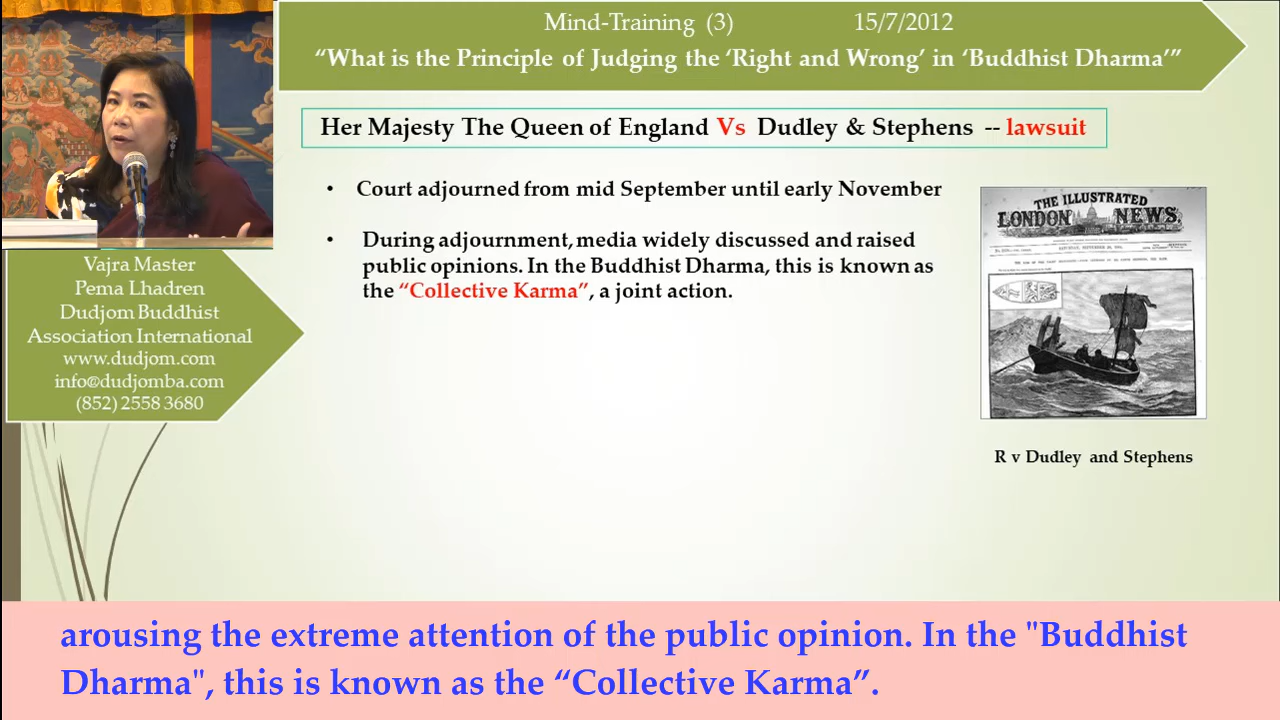 Mind-Training (3) 15/7/2012
“What is the Principle of Judging the ‘Right and Wrong’ in ‘Buddhist Dharma’”
Her Majesty The Queen of England Vs Dudley & Stephens -- lawsuit
• Court adjourned from mid September until early November
• During adjournment, media widely discussed and raised
public opinions. In the Buddhist Dharma, this is known as
the “Collective Karma”, a joint action.
THE ILLUSTRATED
LONDON NEWS
R v Dudley and Stephens
Vajra Master
Pema Lhadren
Dudjom Buddhist
Association International
www.dudjom.com
info@dudjomba.com
(852) 2558 3680
arousing the extreme attention of the public opinion. In the "Buddhist
Dharma", this is known as the “Collective Karma”.